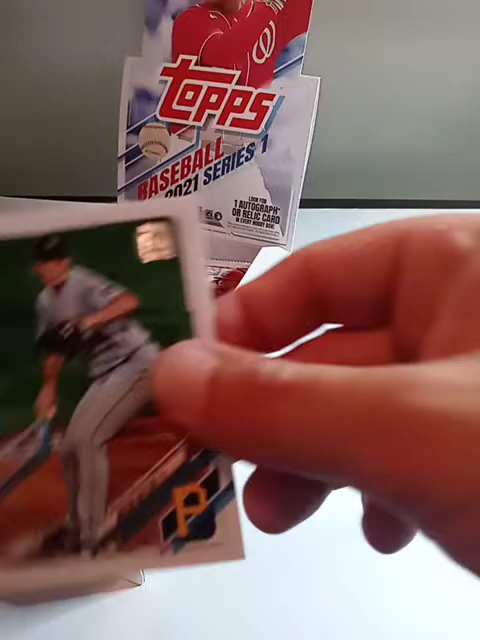 TOPPS
BASEBALL
2021 SERIES 1
LOOK FOR
1 AUTOGRAPH
OR RELIC CARD
IN EVERY HOBBY BOX!
P